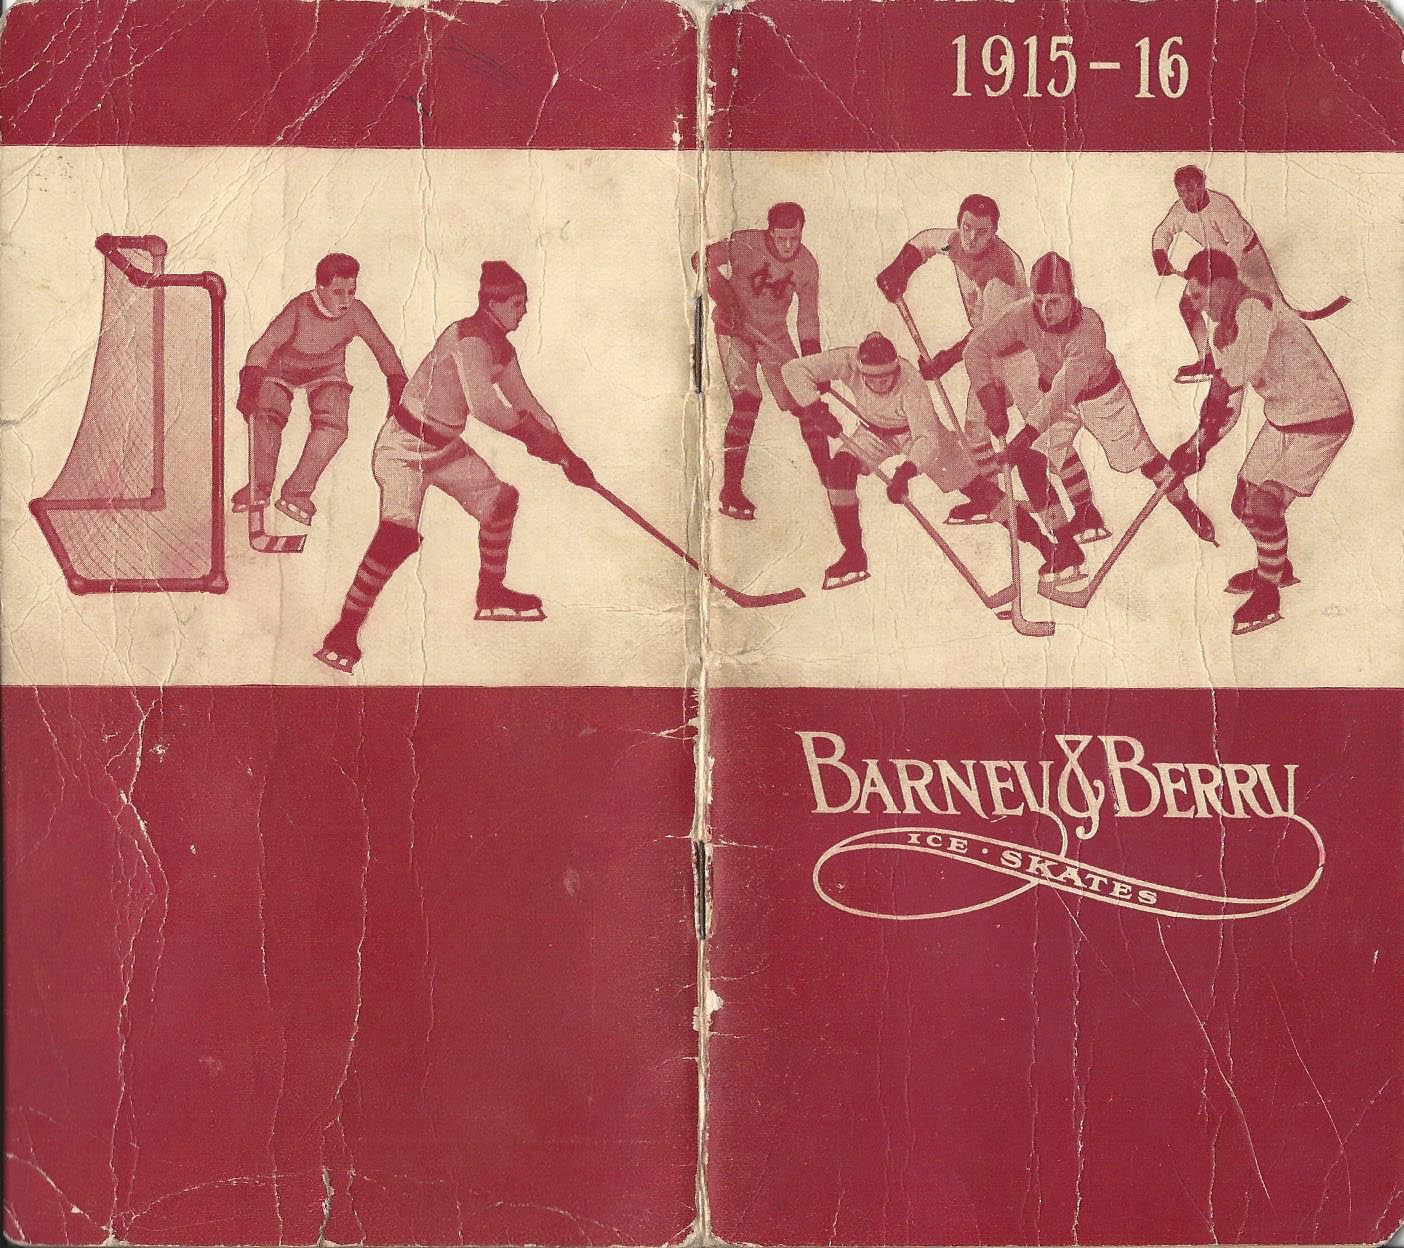 1915-16
BARNEY & BERRY
ICE · SKATES